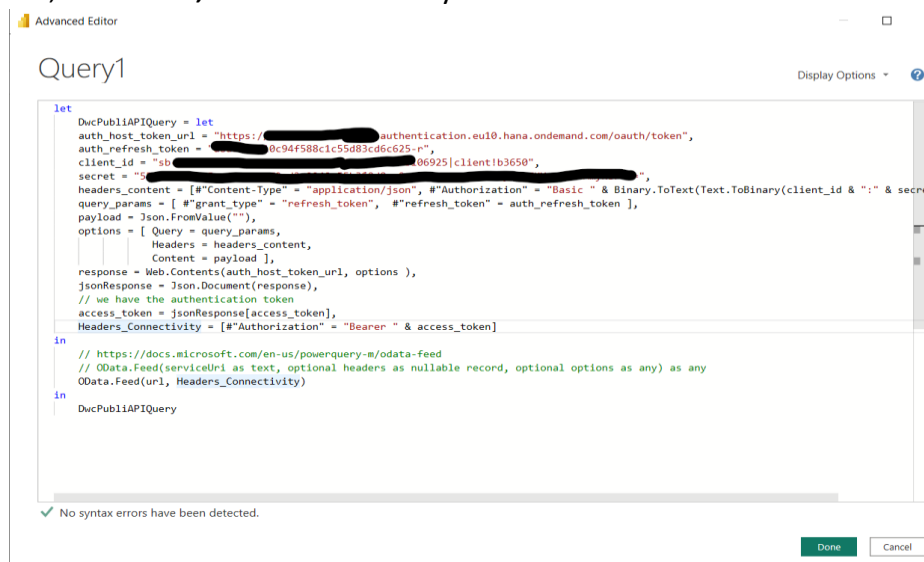 Advanced Editor
Query1
Display Options
let
DwcPubliAPIQuery = let
auth_host_token_url = "https:/ authentication.eu10.hana.ondemand.com/oauth/token",
auth_refresh_token = " 0c94f588c1c55d83cd6c625-r",
client_id = "sb 06925|client!b3650",
secret = "5 ",
headers_content = [#"Content-Type" = "application/json", #"Authorization" = "Basic " & Binary.ToText(Text.ToBinary(client_id & ":" & secre
query_params = [ #"grant_type" = "refresh_token", #"refresh_token" = auth_refresh_token ],
payload = Json.FromValue(""),
options = [ Query = query_params,
Headers = headers_content,
Content = payload ],
response = Web.Contents(auth_host_token_url, options ),
jsonResponse = Json.Document(response),
// we have the authentication token
access_token = jsonResponse[access_token],
Headers_Connectivity = [#"Authorization" = "Bearer " & access_token]
in
// https://docs.microsoft.com/en-us/powerquery-m/odata-feed
// OData.Feed(serviceUri as text, optional headers as nullable record, optional options as any) as any
OData.Feed(url, Headers_Connectivity)
in
DwcPubliAPIQuery
No syntax errors have been detected.
Done
Cancel